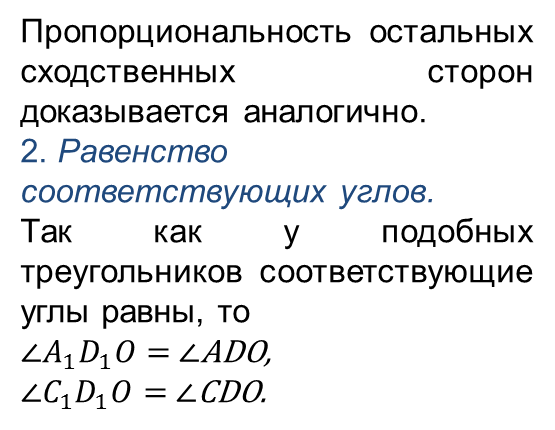 Пропорциональность остальных
сходственных сторон
доказывается аналогично.
2. Равенство
соответствующих углов.
Так как у подобных
треугольников соответствующие
углы равны, то
∠A₁D₁O = ∠ADO,
∠C₁D₁O = ∠CDO.